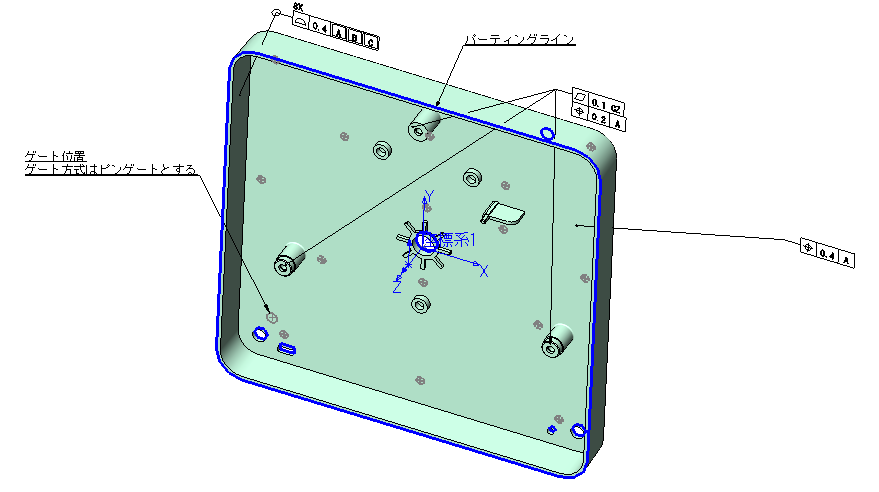 8X
0.4 A B C
パーティングライン
0.1 CZ
0.2 A
ゲート位置
ゲート方式はピンゲートとする
Y
座標系1
X
Z
0.4 A